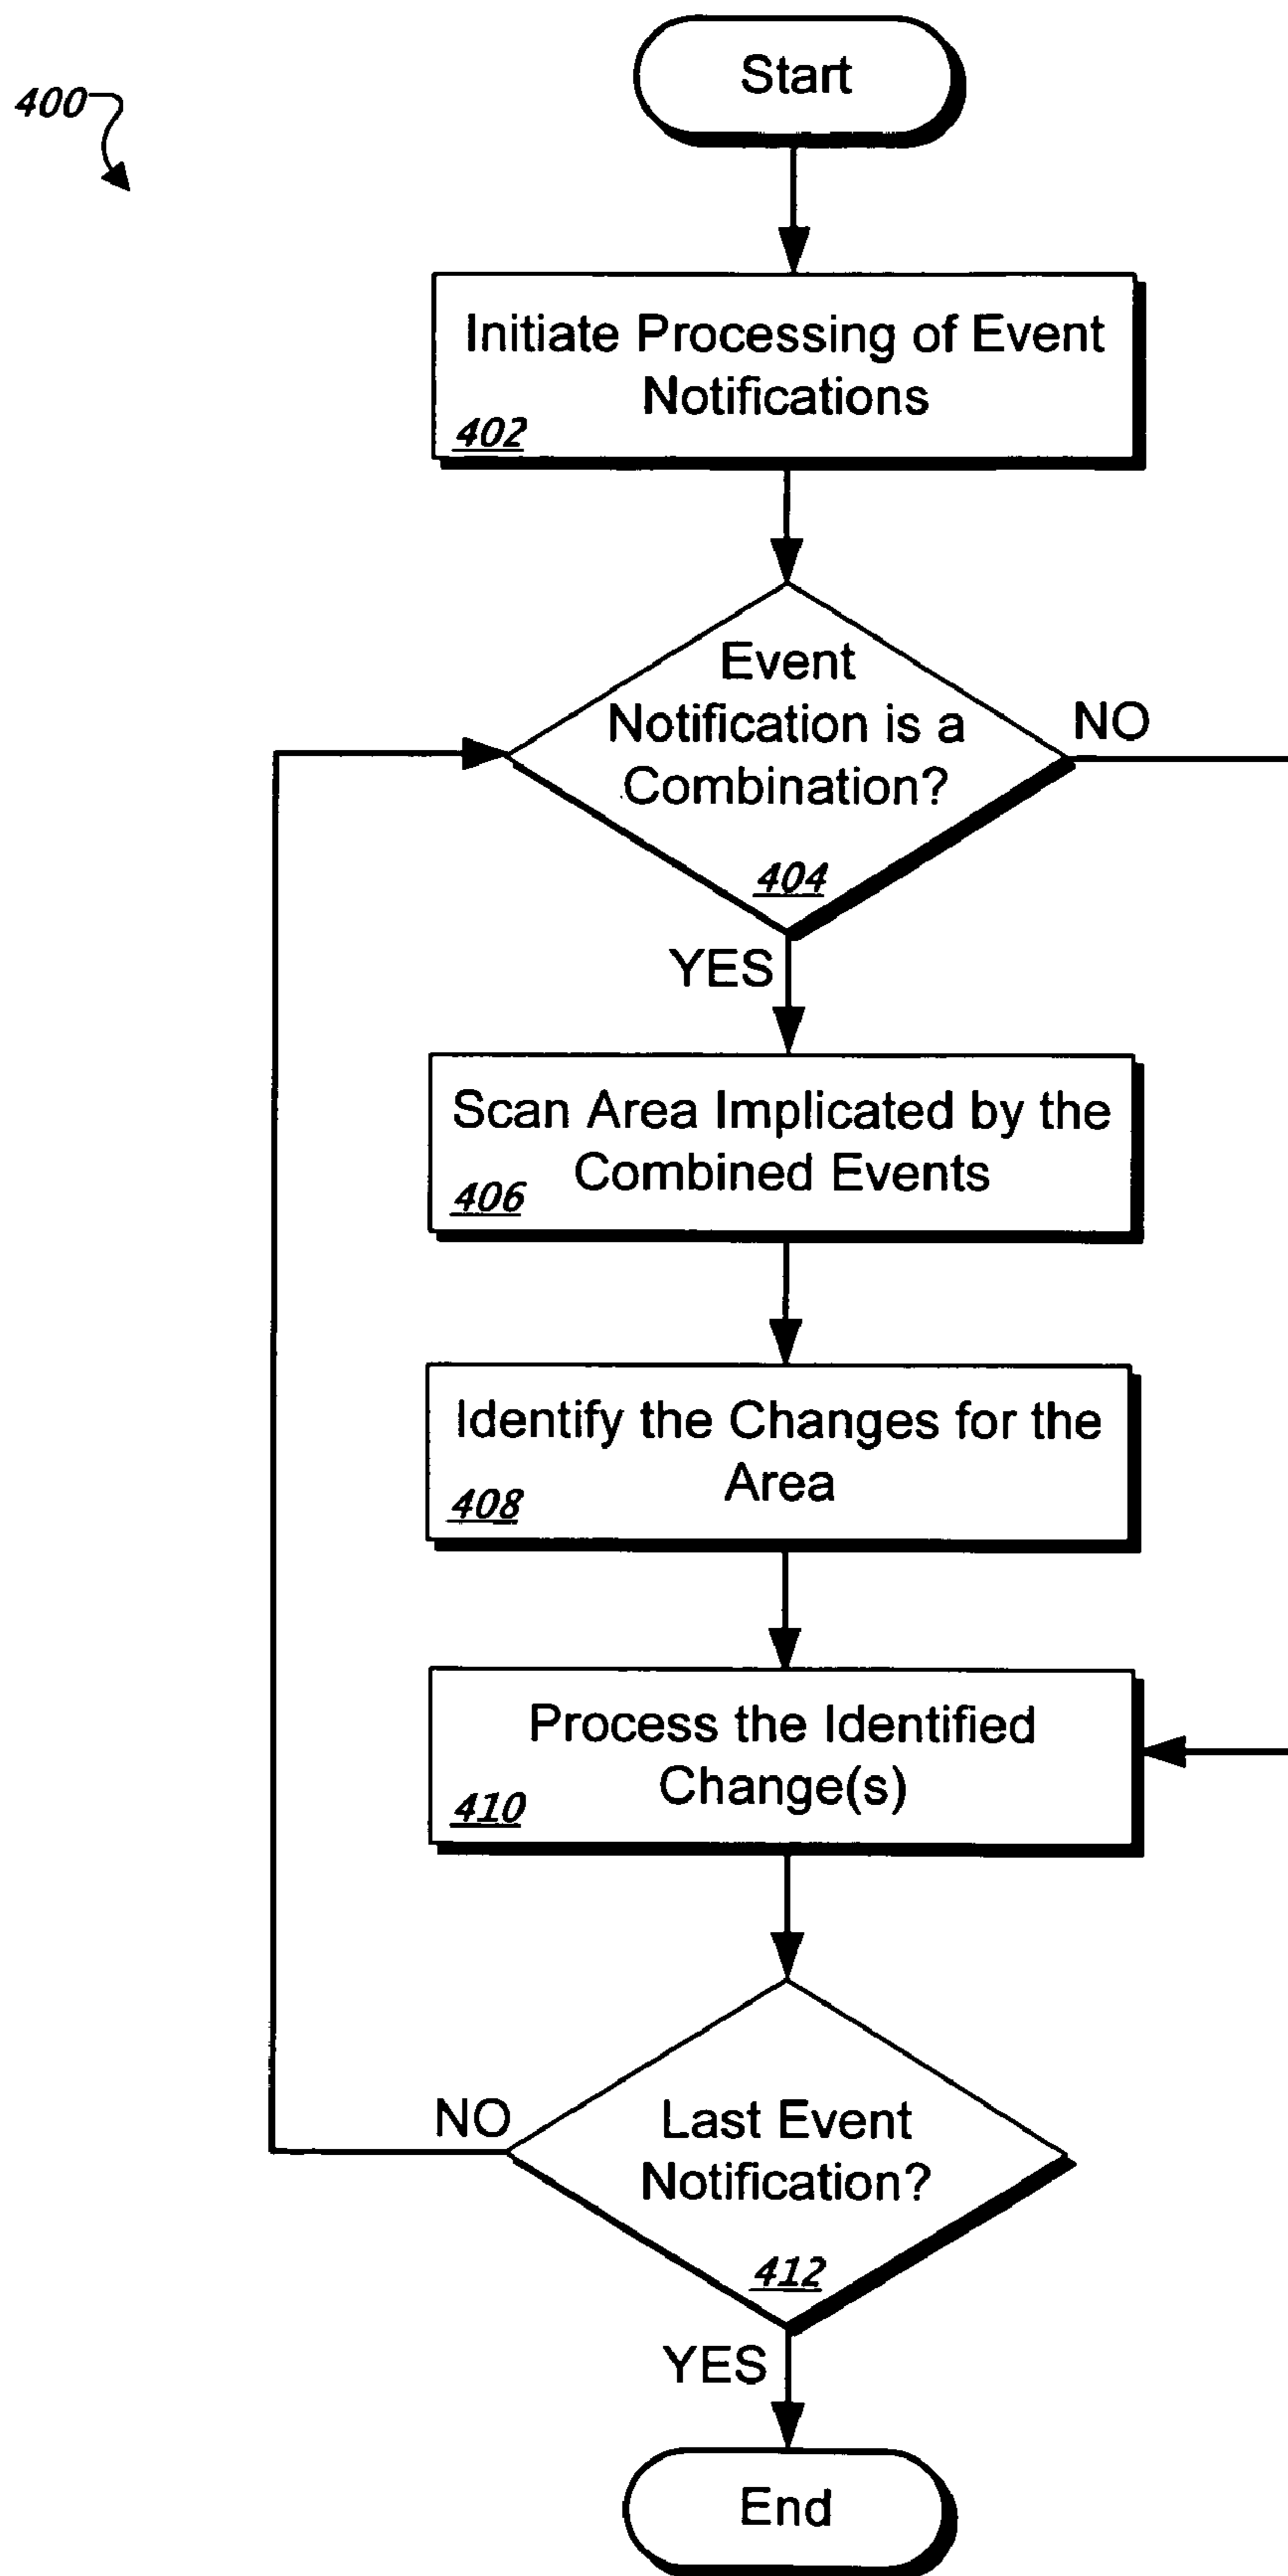 400
Start
Initiate Processing of Event
Notifications
402
Event
Notification is a
Combination?
404
NO
YES
Scan Area Implicated by the
Combined Events
406
Identify the Changes for the
Area
408
Process the Identified
Change(s)
410
NO
Last Event
Notification?
412
YES
End